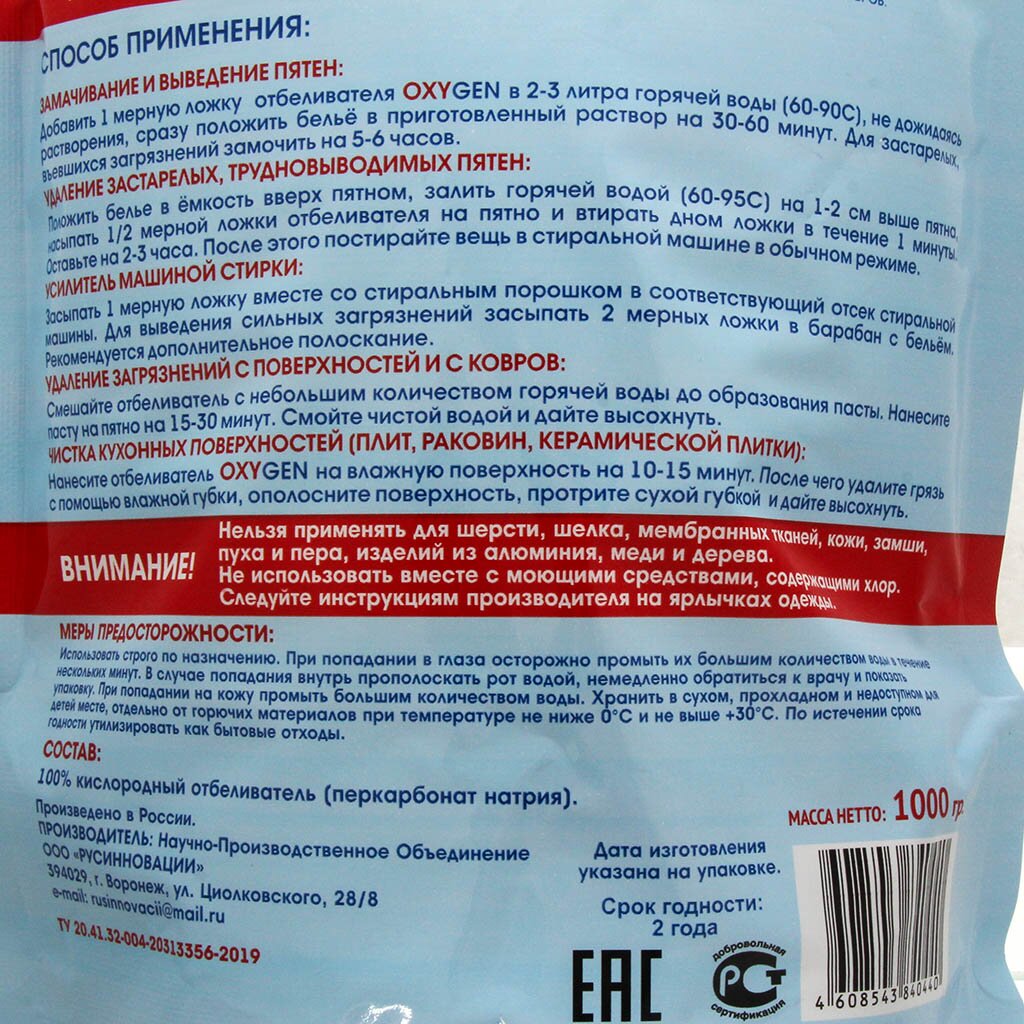 СПОСОБ ПРИМЕНЕНИЯ:
ЗАМАЧИВАНИЕ И ВЫВЕДЕНИЕ ПЯТЕН:
Добавить 1 мерную ложку отбеливателя OXYGEN в 2-3 литра горячей воды (60-90С), не дожидаясь
растворения, сразу положить бельё в приготовленный раствор на 30-60 минут. Для застарелых,
въевшихся загрязнений замочить на 5-6 часов.
УДАЛЕНИЕ ЗАСТАРЕЛЫХ, ТРУДНОВЫВОДИМЫХ ПЯТЕН:
Положить белье в ёмкость вверх пятном, залить горячей водой (60-95С) на 1-2 см выше пятна,
насыпать 1/2 мерной ложки отбеливателя на пятно и втирать дном ложки в течение 1 минуты.
Оставьте на 2-3 часа. После этого постирайте вещь в стиральной машине в обычном режиме.
УСИЛИТЕЛЬ МАШИНОЙ СТИРКИ:
Засыпать 1 мерную ложку вместе со стиральным порошком в соответствующий отсек стиральной
машины. Для выведения сильных загрязнений засыпать 2 мерных ложки в барабан с бельём.
Рекомендуется дополнительное полоскание.
УДАЛЕНИЕ ЗАГРЯЗНЕНИЙ С ПОВЕРХНОСТЕЙ И С КОВРОВ:
Смешайте отбеливатель с небольшим количеством горячей воды до образования пасты. Нанесите
пасту на пятно на 15-30 минут. Смойте чистой водой и дайте высохнуть.
ЧИСТКА КУХОННЫХ ПОВЕРХНОСТЕЙ (ПЛИТ, РАКОВИН, КЕРАМИЧЕСКОЙ ПЛИТКИ):
Нанесите отбеливатель OXYGEN на влажную поверхность на 10-15 минут. После чего удалите грязь
с помощью влажной губки, ополосните поверхность, протрите сухой губкой и дайте высохнуть.
ВНИМАНИЕ!
Нельзя применять для шерсти, шелка, мембранных тканей, кожи, замши,
пуха и пера, изделий из алюминия, меди и дерева.
Не использовать вместе с моющими средствами, содержащими хлор.
Следуйте инструкциям производителя на ярлычках одежды.
МЕРЫ ПРЕДОСТОРОЖНОСТИ:
Использовать строго по назначению. При попадании в глаза осторожно промыть их большим количеством воды в течение
нескольких минут. В случае попадания внутрь прополоскать рот водой, немедленно обратиться к врачу и показать
упаковку. При попадании на кожу промыть большим количеством воды. Хранить в сухом, прохладном и недоступном для
детей месте, отдельно от горючих материалов при температуре не ниже 0°С и не выше +30°С. По истечении срока
годности утилизировать как бытовые отходы.
СОСТАВ:
100% кислородный отбеливатель (перкарбонат натрия).
Произведено в России.
ПРОИЗВОДИТЕЛЬ: Научно-Производственное Объединение
ООО «РУСИННОВАЦИИ»
394029, г. Воронеж, ул. Циолковского, 28/8
e-mail: rusinnovacii@mail.ru
ТУ 20.41.32-004-20313356-2019
МАССА НЕТТО: 1000 гр.
Дата изготовления
указана на упаковке.
Срок годности:
2 года
EAC
добровольная
РСТ
сертификация
4 608543 840440